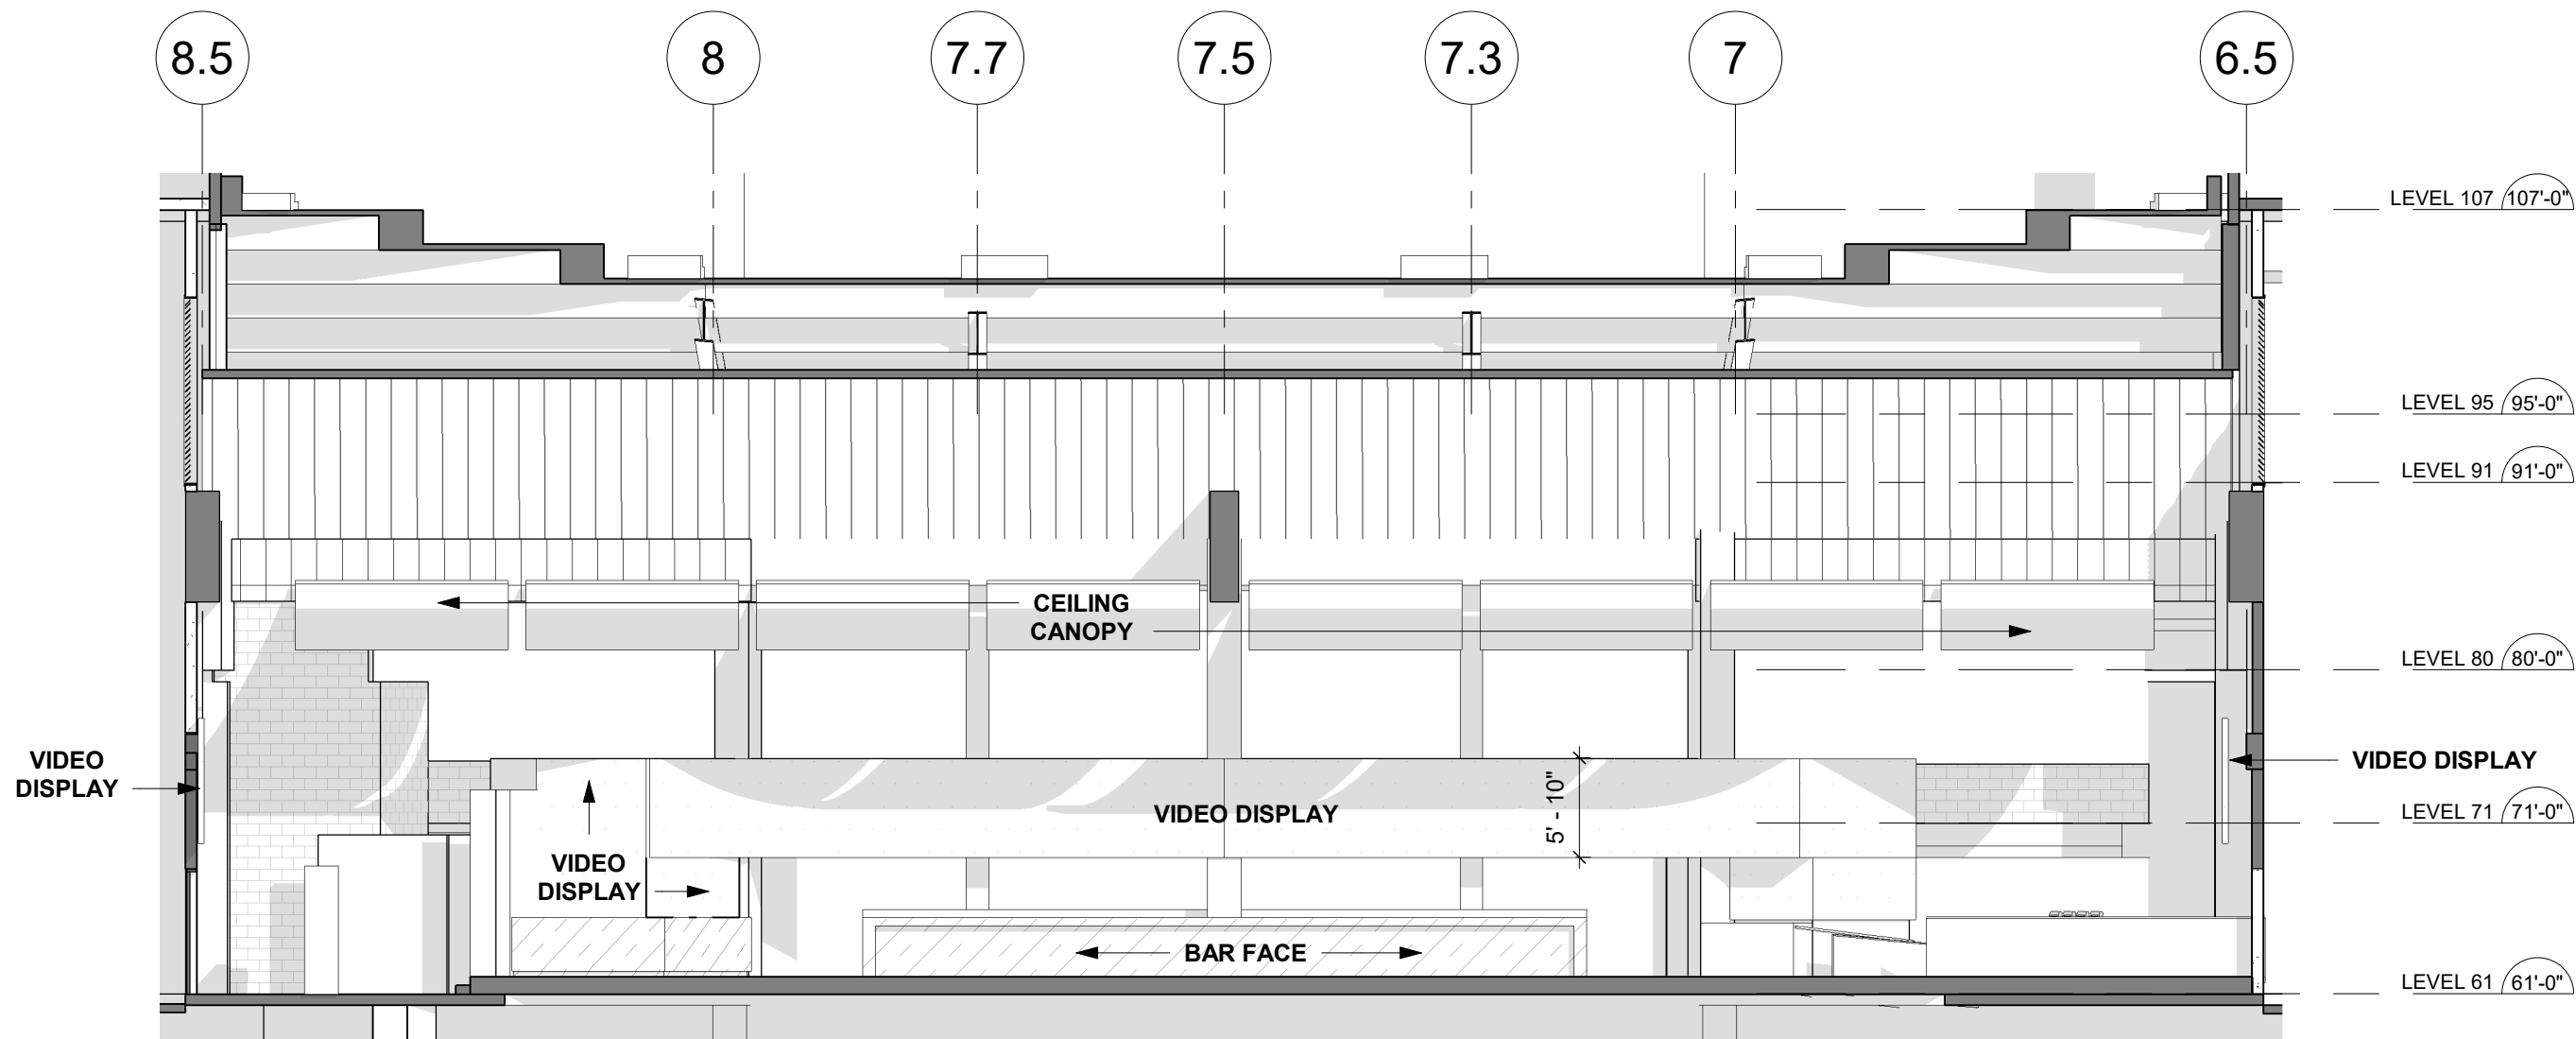 8.5
8
7.7
7.5
7.3
7
6.5
LEVEL 107 107'-0"
LEVEL 95 95'-0"
LEVEL 91 91'-0"
CEILING
CANOPY
LEVEL 80 80'-0"
VIDEO
DISPLAY
VIDEO DISPLAY
VIDEO DISPLAY
5' - 10"
LEVEL 71 71'-0"
VIDEO
DISPLAY
BAR FACE
LEVEL 61 61'-0"